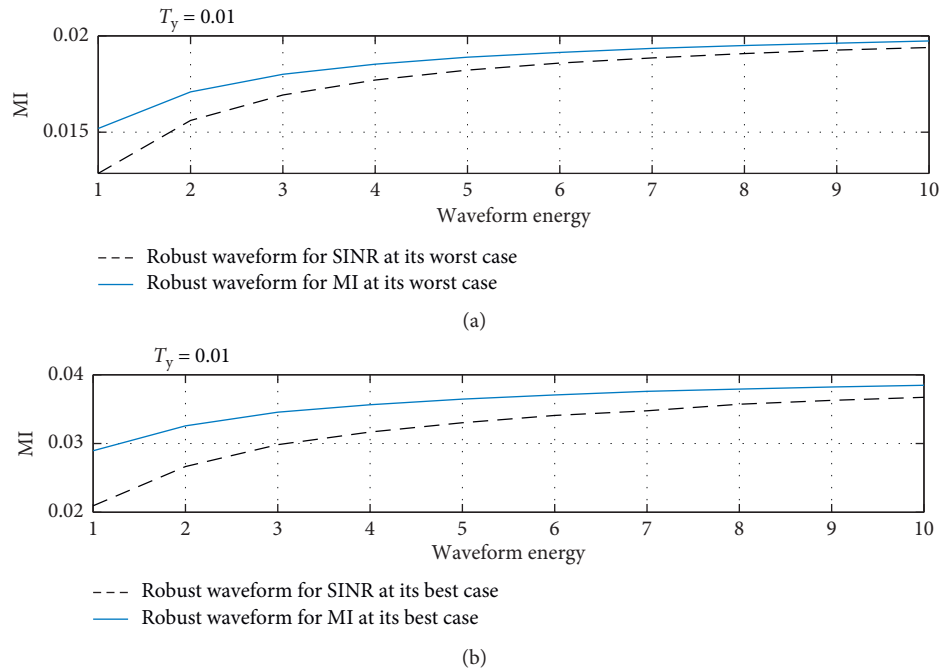 T_y = 0.01
0.02
0.015
MI
1 2 3 4 5 6 7 8 9 10
Waveform energy
Robust waveform for SINR at its worst case
Robust waveform for MI at its worst case
(a)
T_y = 0.01
0.04
0.03
0.02
MI
1 2 3 4 5 6 7 8 9 10
Waveform energy
Robust waveform for SINR at its best case
Robust waveform for MI at its best case
(b)